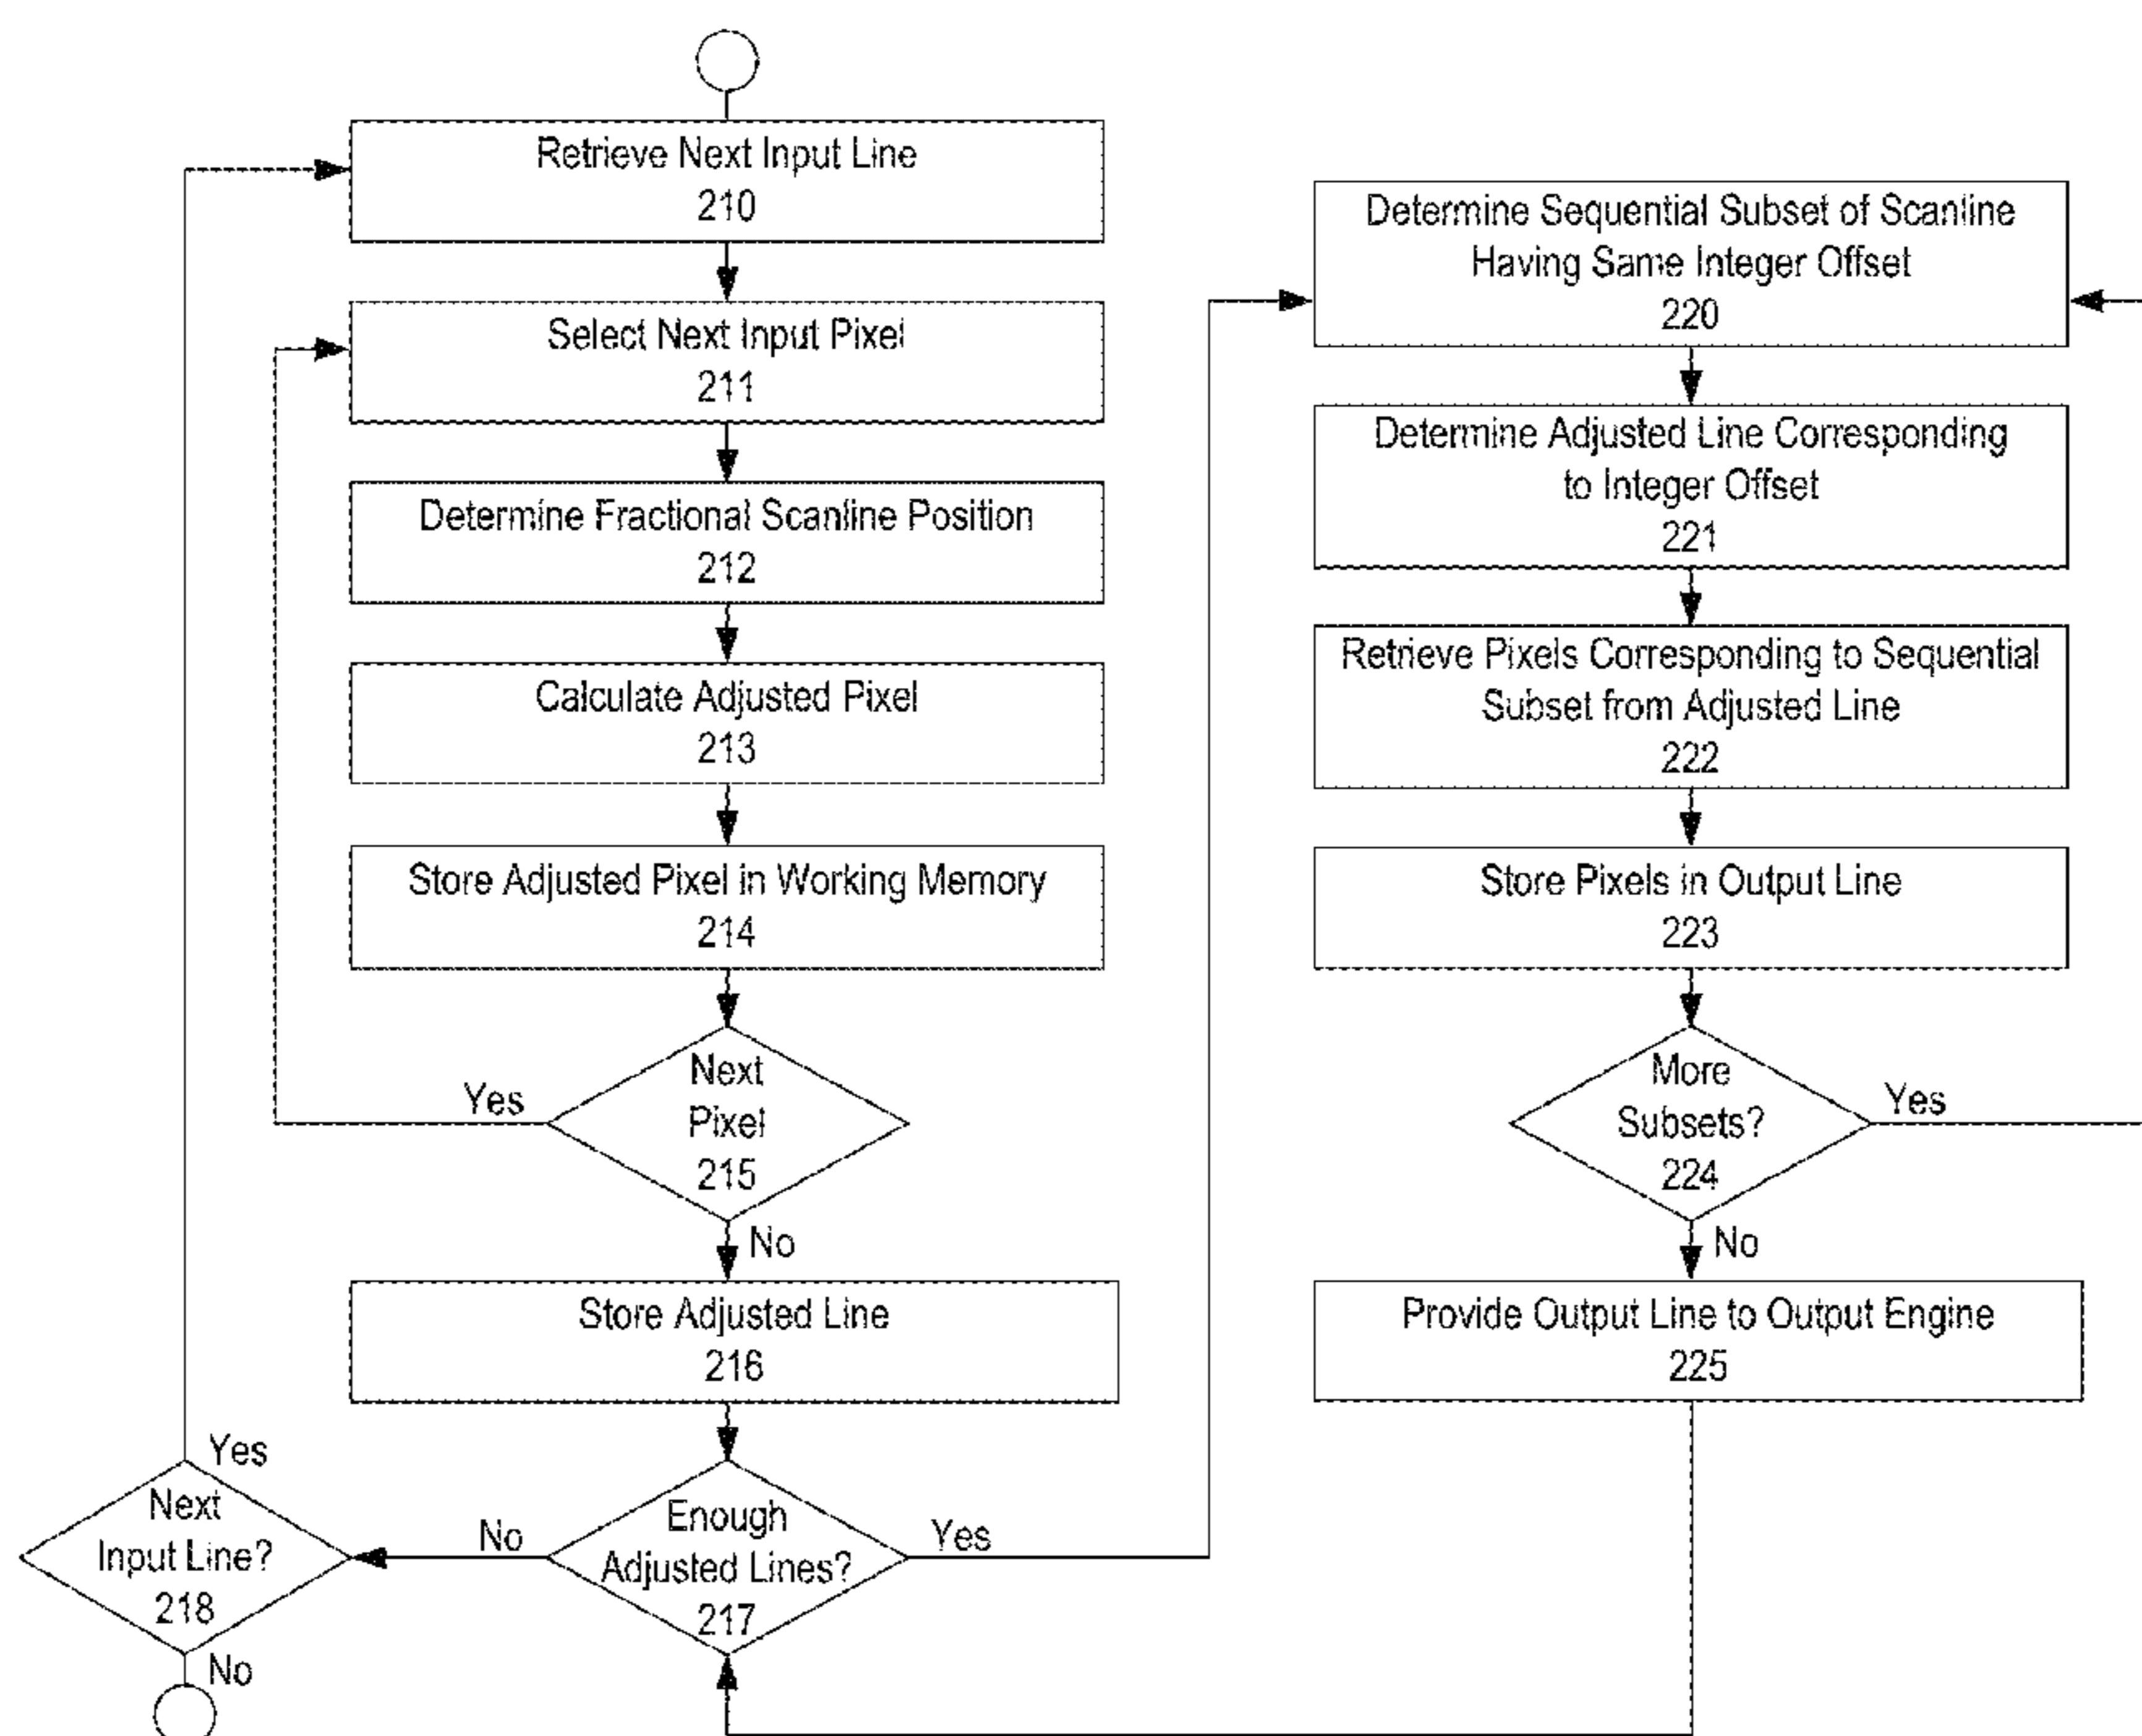 Retrieve Next Input Line
210
Select Next Input Pixel
211
Determine Fractional Scanline Position
212
Calculate Adjusted Pixel
213
Store Adjusted Pixel in Working Memory
214
Next
Pixel
215
Yes
No
Store Adjusted Line
216
Enough
Adjusted Lines?
217
No
Yes
Next
Input Line?
218
Yes
No
Determine Sequential Subset of Scanline
Having Same Integer Offset
220
Determine Adjusted Line Corresponding
to Integer Offset
221
Retrieve Pixels Corresponding to Sequential
Subset from Adjusted Line
222
Store Pixels in Output Line
223
More
Subsets?
224
Yes
No
Provide Output Line to Output Engine
225